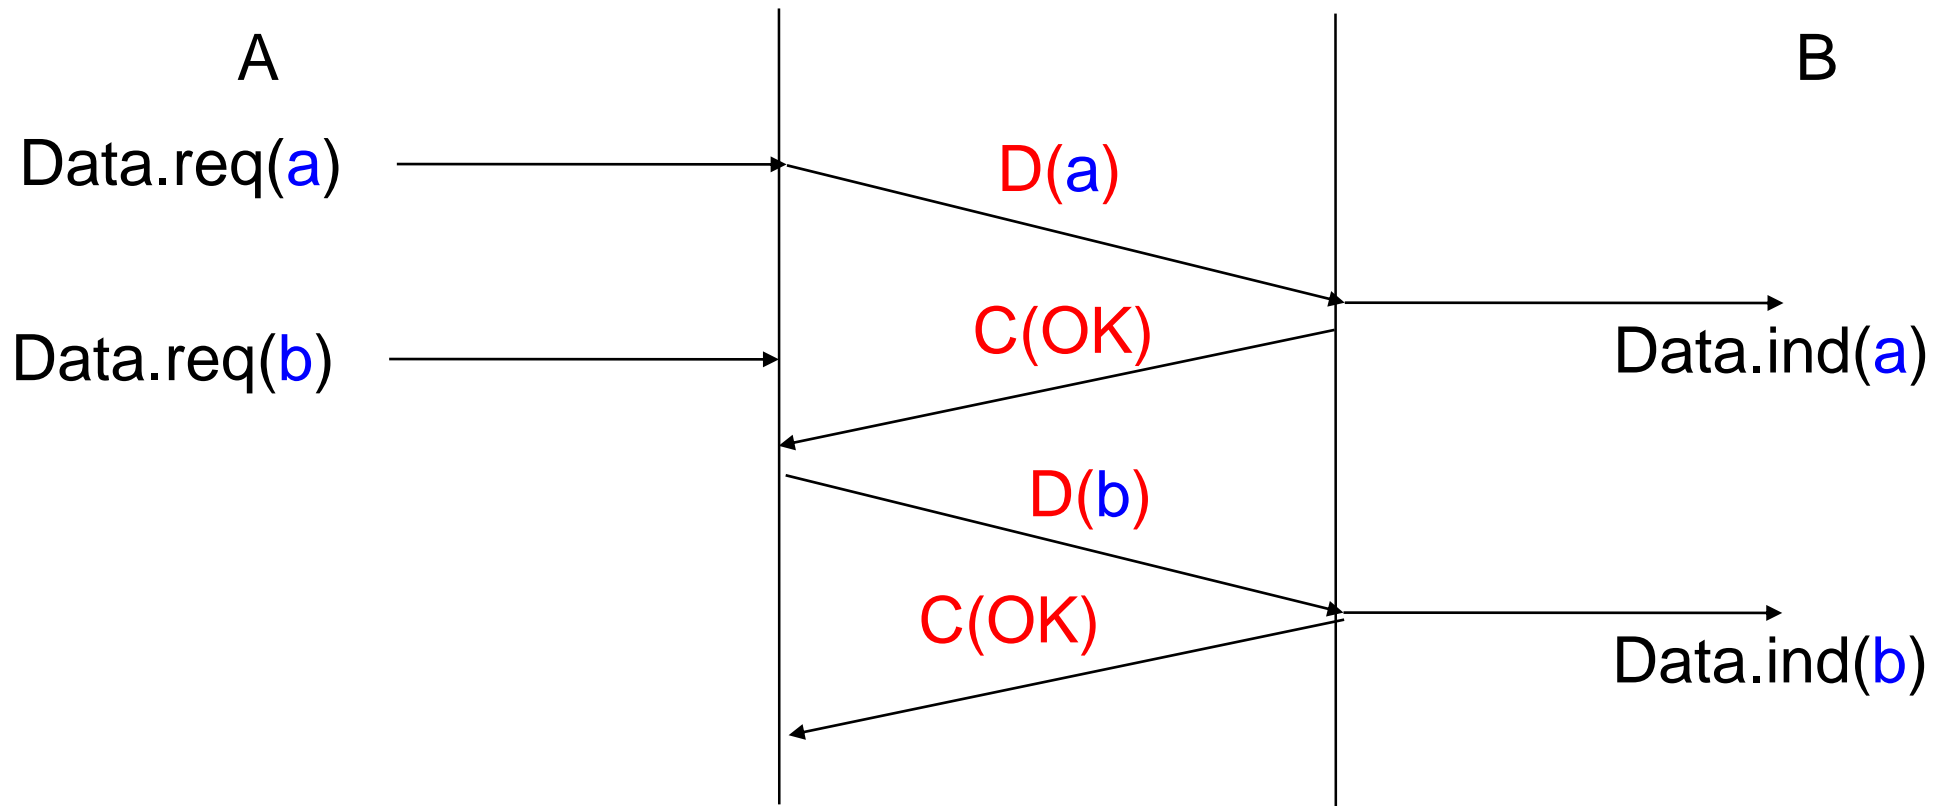 A
B
Data.req(a)
D(a)
C(OK)
Data.req(b)
Data.ind(a)
D(b)
C(OK)
Data.ind(b)